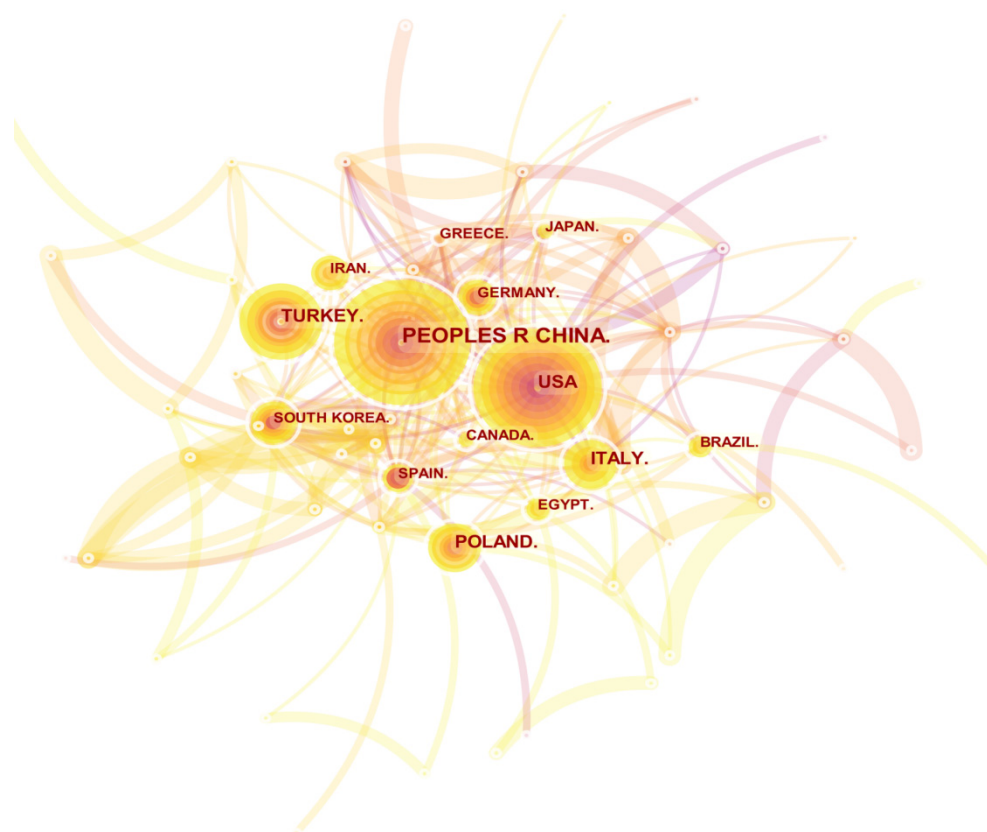 JAPAN.
GREECE.
IRAN.
GERMANY.
TURKEY.
PEOPLES R CHINA.
USA
SOUTH KOREA.
CANADA.
BRAZIL.
ITALY.
SPAIN.
EGYPT.
POLAND.